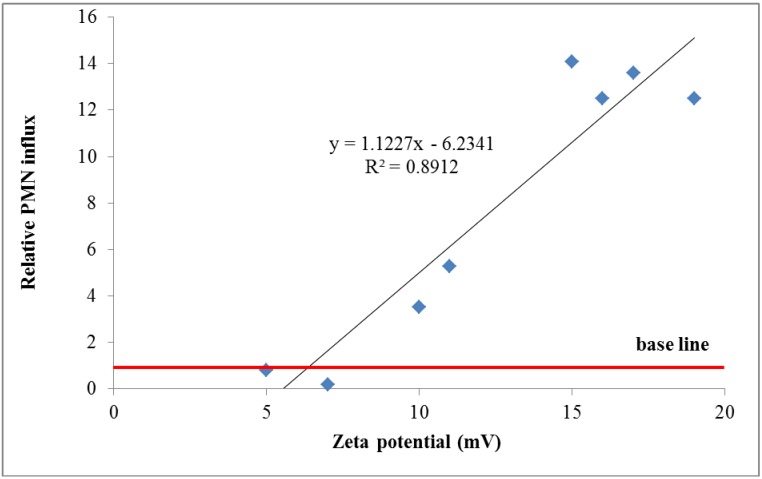 16
14
12
10
8
6
4
2
0
Relative PMN influx
y = 1.1227x - 6.2341
R² = 0.8912
base line
0 5 10 15 20
Zeta potential (mV)